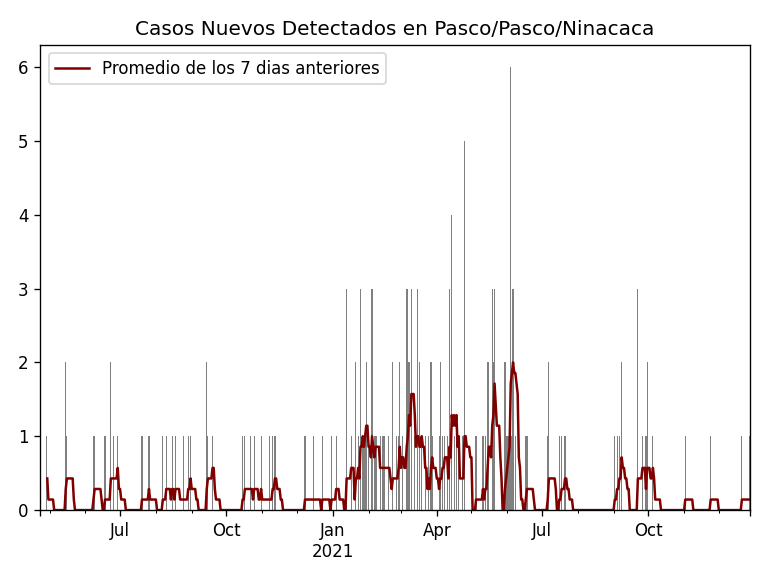 Casos Nuevos Detectados en Pasco/Pasco/Ninacaca
Promedio de los 7 dias anteriores
6
5
4
3
2
1
0
Jul
Oct
Jan
2021
Apr
Jul
Oct